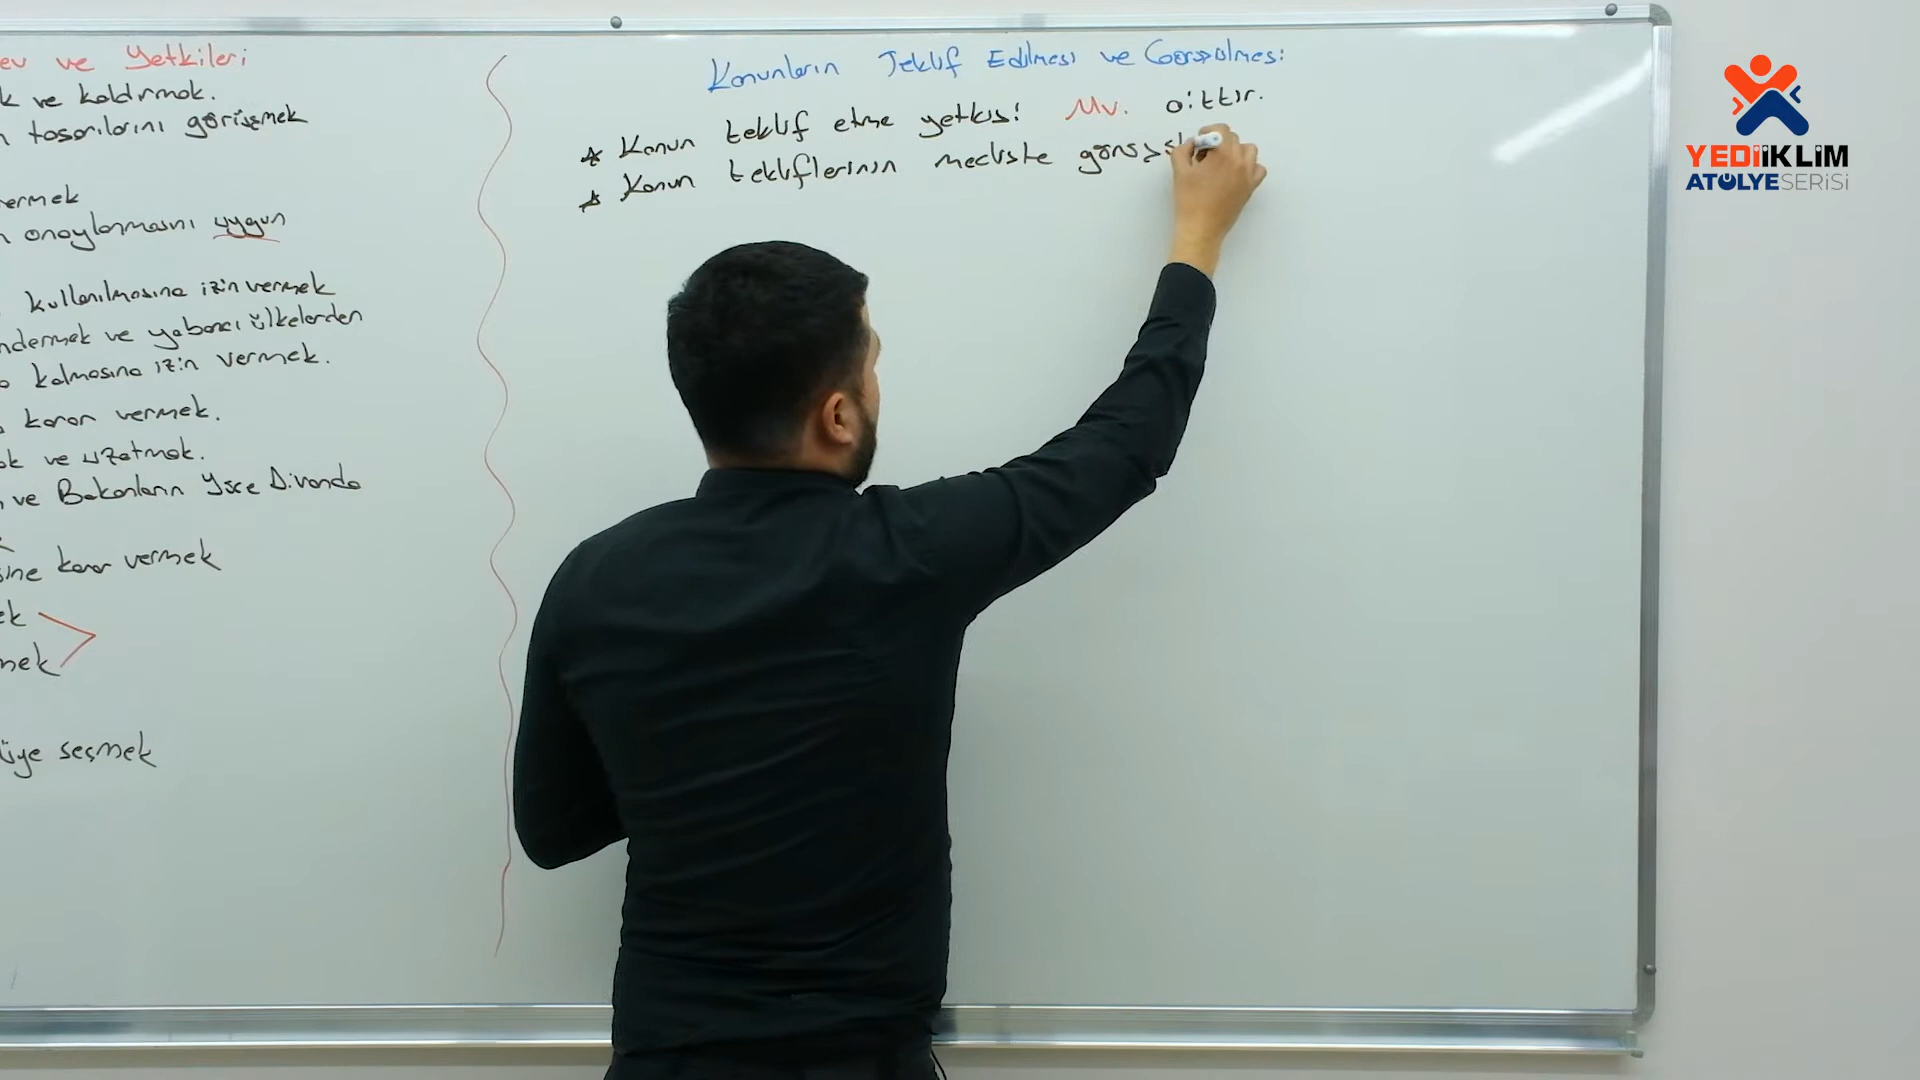 ev ve Yetkileri
k ve kaldırmak.
n tasarılarını görüşmek
ermek
n onaylanmasını uygun
kullanılmasına izin vermek
ndermek ve yabancı ülkelerden
a kalmasına izin vermek.
a karar vermek.
ak ve uzatmak.
ve Bakanların Yüce Divanda
k
sine karar vermek
ek
mek
üye seçmek
Kanunların Teklif Edilmesi ve Görüşülmesi
* Kanun teklif etme yetkisi Mv. aittir.
* Kanun tekliflerinin mecliste görüşül
YEDİİKLİM
ATÖLYESERİSİ